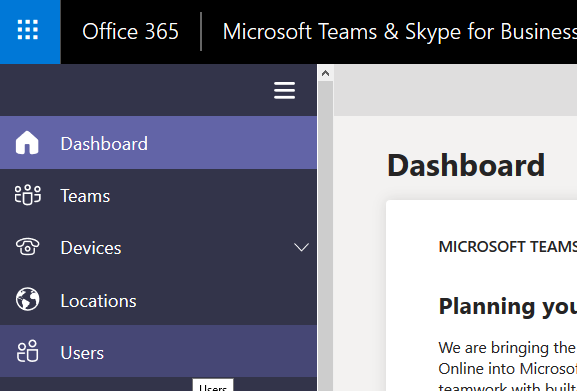 Office 365 Microsoft Teams & Skype for Business
Dashboard
Teams
Devices
Locations
Users
Users
Dashboard
MICROSOFT TEAMS
Planning you
We are bringing the
Online into Microsof
teamwork with built